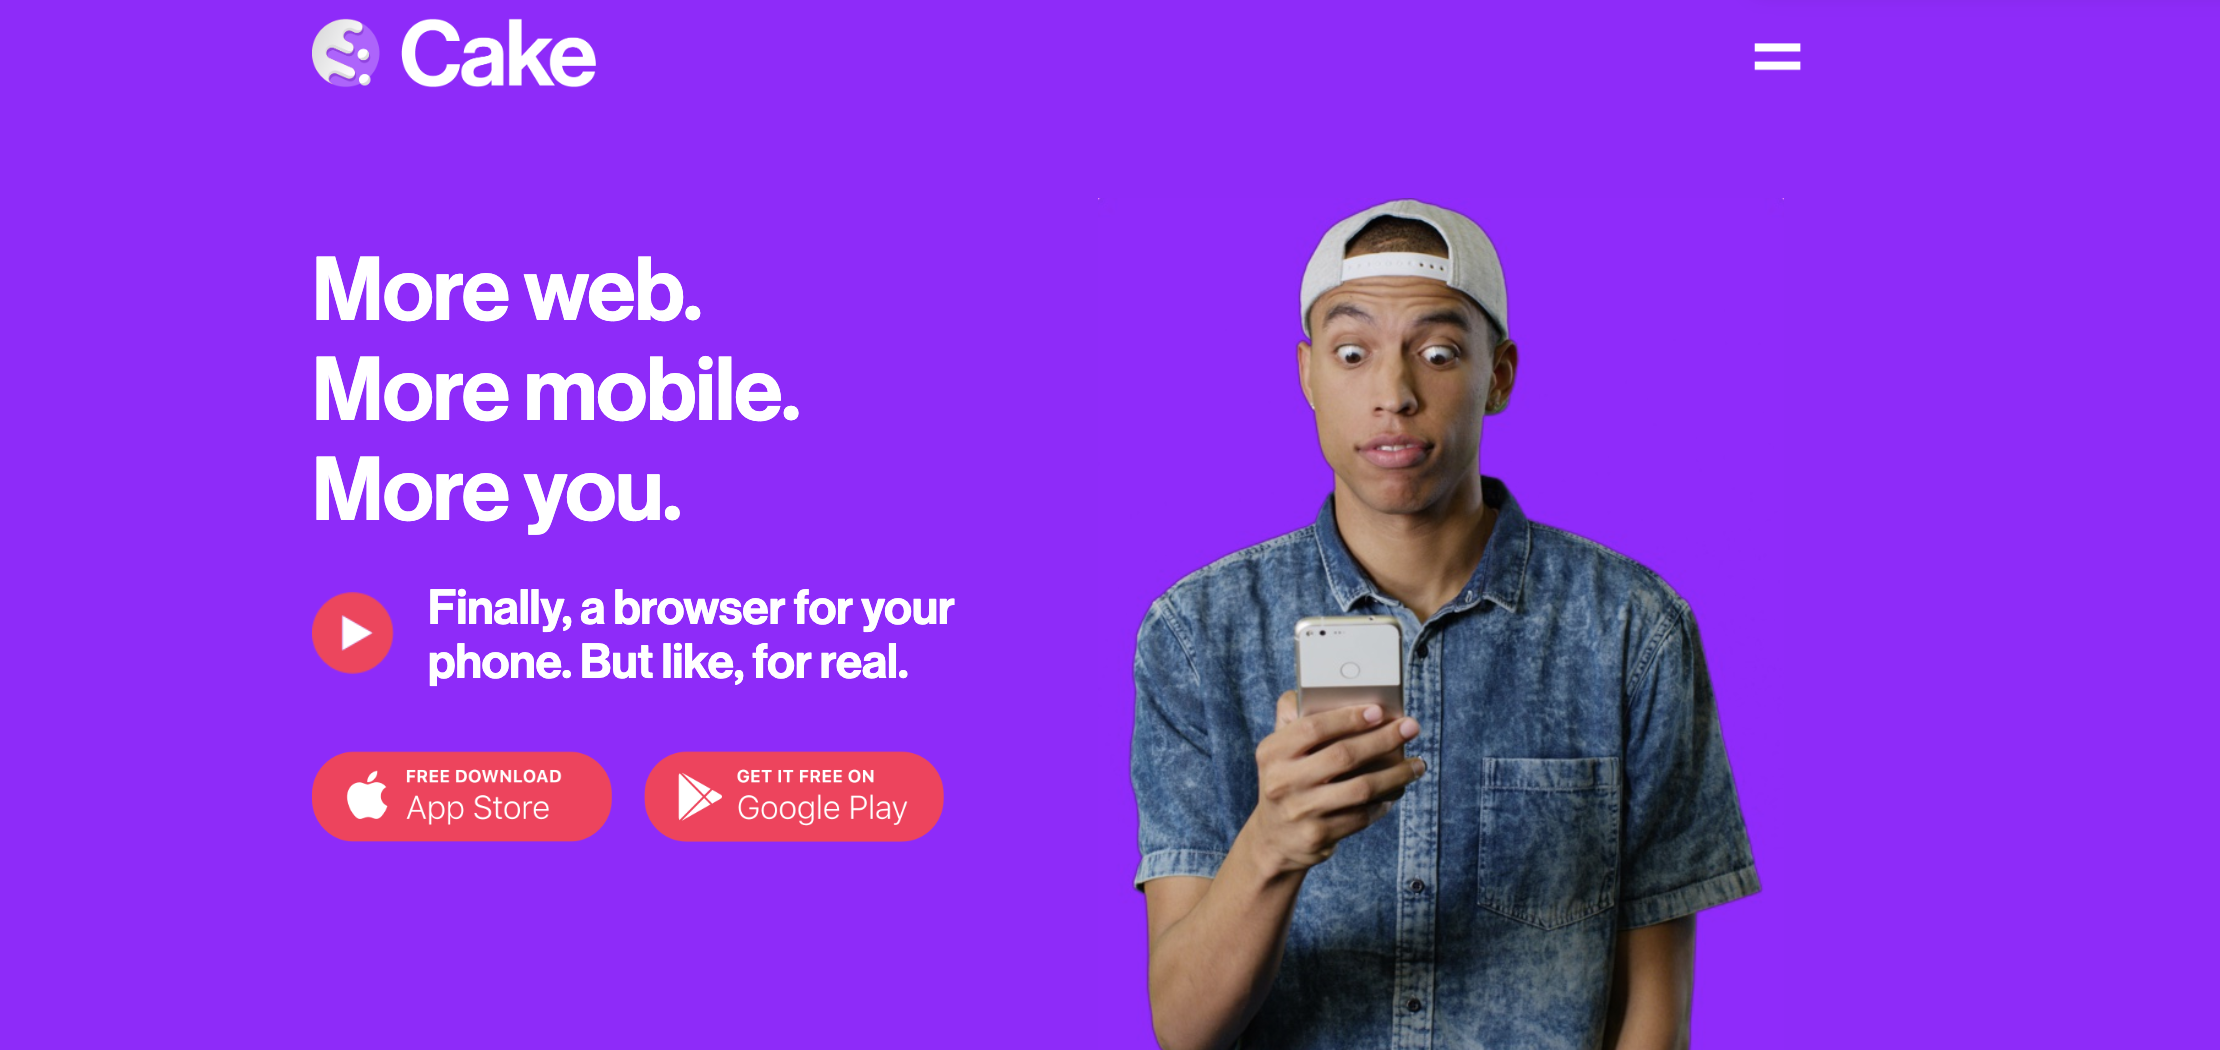 Cake
More web.
More mobile.
More you.
Finally, a browser for your
phone. But like, for real.
FREE DOWNLOAD
App Store
GET IT FREE ON
Google Play